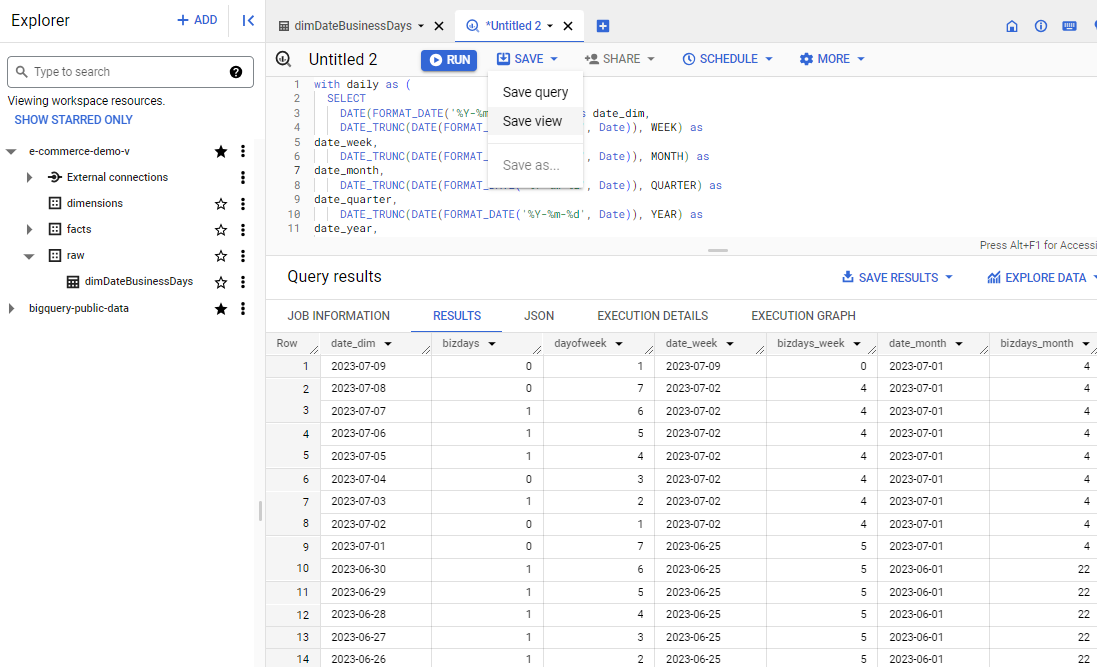 Explorer
+ ADD
Type to search
Viewing workspace resources.
SHOW STARRED ONLY
e-commerce-demo-v
External connections
dimensions
facts
raw
dimDateBusinessDays
bigquery-public-data
dimDateBusinessDays
*Untitled 2
Untitled 2
RUN
SAVE
SHARE
SCHEDULE
MORE
Save query
Save view
Save as...
1 with daily as (
2 SELECT
3 DATE(FORMAT_DATE('%Y-%m s date_dim,
4 DATE_TRUNC(DATE(FORMAT_ , Date)), WEEK) as
5 date_week,
6 DATE_TRUNC(DATE(FORMAT_ , Date)), MONTH) as
7 date_month,
8 DATE_TRUNC(DATE(FORMAT_ , Date)), QUARTER) as
9 date_quarter,
10 DATE_TRUNC(DATE(FORMAT_DATE('%Y-%m-%d', Date)), YEAR) as
11 date_year,
Press Alt+F1 for Accessi
Query results
SAVE RESULTS
EXPLORE DATA
JOB INFORMATION RESULTS JSON EXECUTION DETAILS EXECUTION GRAPH
Row date_dim bizdays dayofweek date_week bizdays_week date_month bizdays_month
1 2023-07-09 0 1 2023-07-09 0 2023-07-01 4
2 2023-07-08 0 7 2023-07-02 4 2023-07-01 4
3 2023-07-07 1 6 2023-07-02 4 2023-07-01 4
4 2023-07-06 1 5 2023-07-02 4 2023-07-01 4
5 2023-07-05 1 4 2023-07-02 4 2023-07-01 4
6 2023-07-04 0 3 2023-07-02 4 2023-07-01 4
7 2023-07-03 1 2 2023-07-02 4 2023-07-01 4
8 2023-07-02 0 1 2023-07-02 4 2023-07-01 4
9 2023-07-01 0 7 2023-06-25 5 2023-07-01 4
10 2023-06-30 1 6 2023-06-25 5 2023-06-01 22
11 2023-06-29 1 5 2023-06-25 5 2023-06-01 22
12 2023-06-28 1 4 2023-06-25 5 2023-06-01 22
13 2023-06-27 1 3 2023-06-25 5 2023-06-01 22
14 2023-06-26 1 2 2023-06-25 5 2023-06-01 22